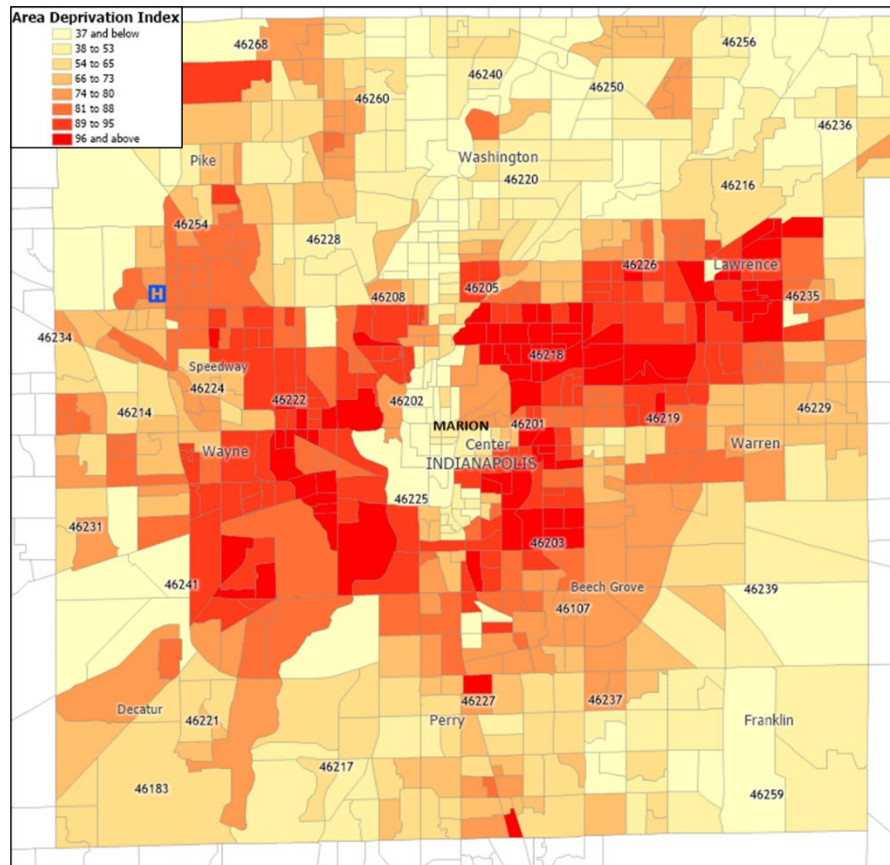 Area Deprivation Index
37 and below
38 to 53
54 to 65
66 to 73
74 to 80
81 to 88
89 to 95
96 and above
46268
46240
46256
46250
46260
46236
Pike
Washington
46220
46216
46254
46228
46226
Lawrence
H
46208
46205
46235
46234
46218
Speedway
46224
46222
46202
46214
46201
46219
46229
MARION
Center
Wayne
Warren
INDIANAPOLIS
46225
46231
46203
46241
Beech Grove
46239
46107
46227
46237
Decatur
46221
Perry
Franklin
46217
46183
46259